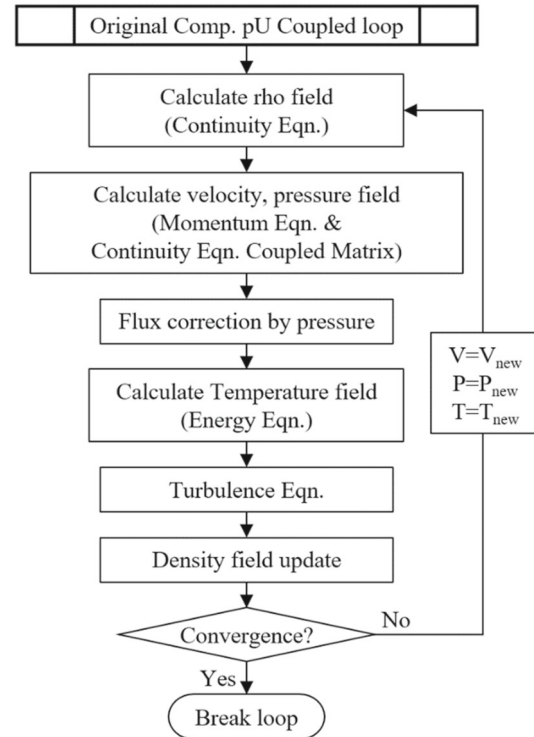 Original Comp. pU Coupled loop
Calculate rho field
(Continuity Eqn.)
Calculate velocity, pressure field
(Momentum Eqn. &
Continuity Eqn. Coupled Matrix)
Flux correction by pressure
Calculate Temperature field
(Energy Eqn.)
Turbulence Eqn.
Density field update
Convergence?
No
V=Vnew
P=Pnew
T=Tnew
Yes
Break loop